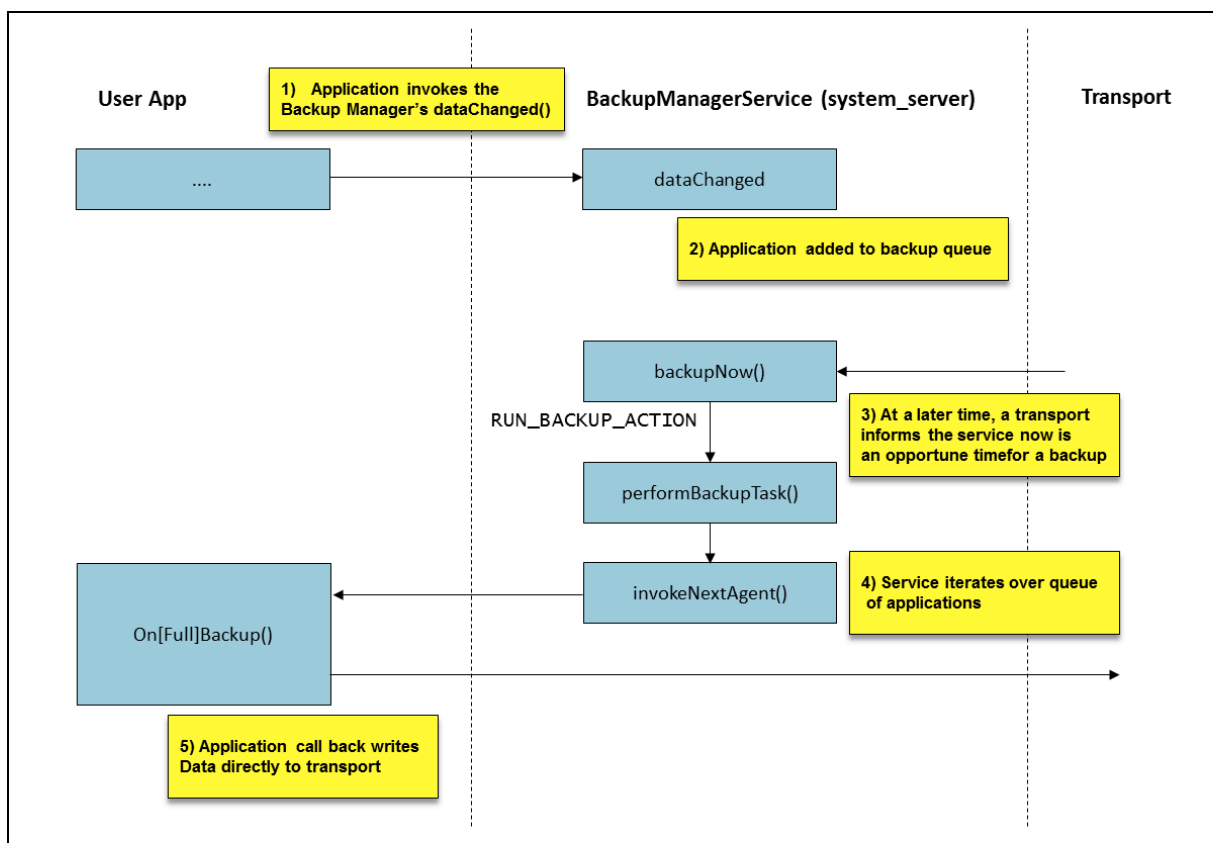 1) Application invokes the
Backup Manager's dataChanged()
User App
BackupManagerService (system_server)
Transport
....
dataChanged
2) Application added to backup queue
backupNow()
RUN_BACKUP_ACTION
3) At a later time, a transport
informs the service now is
an opportune timefor a backup
performBackupTask()
invokeNextAgent()
4) Service iterates over queue
of applications
On[Full]Backup()
5) Application call back writes
Data directly to transport